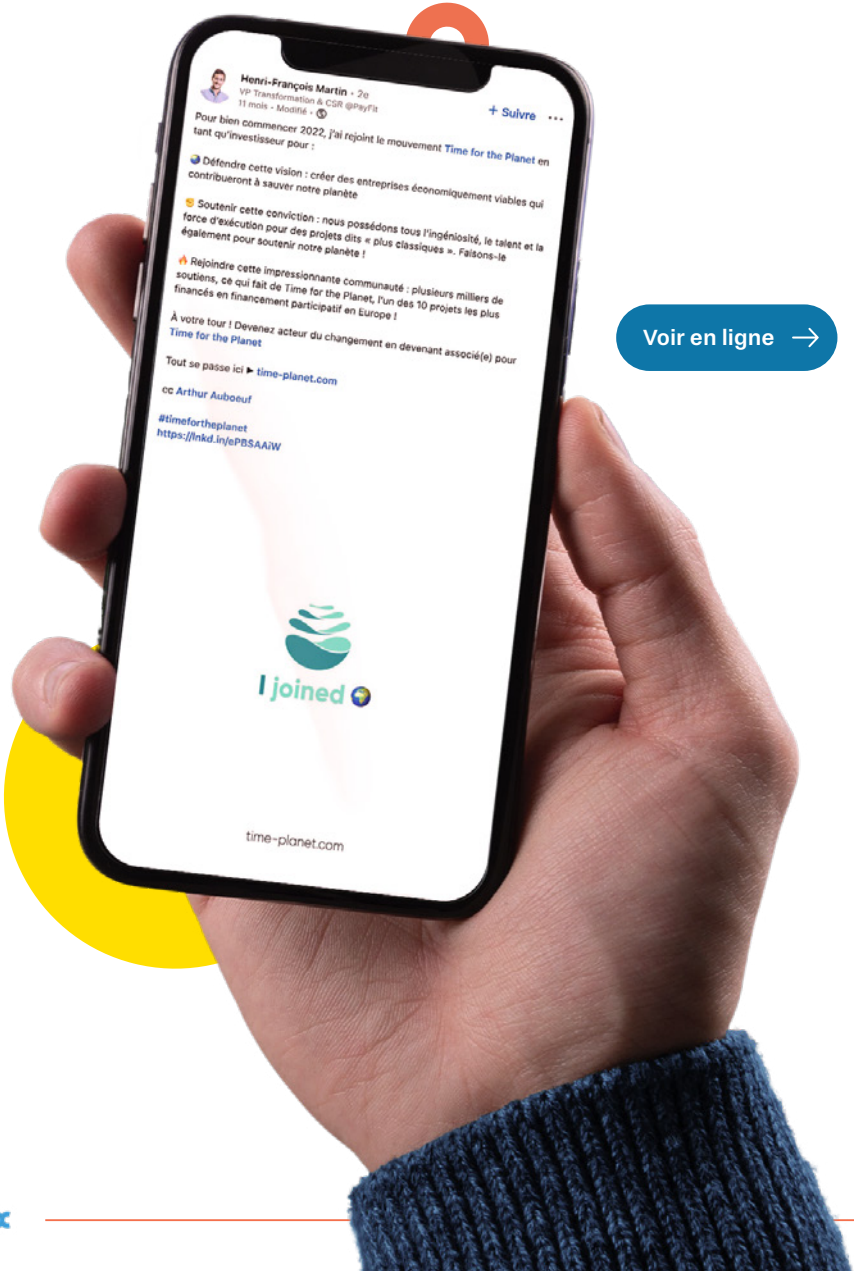 Henri-François Martin • 2e
VP Transformation & CSR @PayFit
11 mois • Modifié •
+ Suivre ...
Pour bien commencer 2022, j'ai rejoint le mouvement Time for the Planet en
tant qu'investisseur pour :
🌍 Défendre cette vision : créer des entreprises économiquement viables qui
contribueront à sauver notre planète
✊ Soutenir cette conviction : nous possédons tous l'ingéniosité, le talent et la
force d'exécution pour des projets dits « plus classiques ». Faisons-le
également pour soutenir notre planète !
🔥 Rejoindre cette impressionnante communauté : plusieurs milliers de
soutiens, ce qui fait de Time for the Planet, l'un des 10 projets les plus
financés en financement participatif en Europe !
À votre tour ! Devenez acteur du changement en devenant associé(e) pour
Time for the Planet
Tout se passe ici ► time-planet.com
cc Arthur Auboeuf
#timefortheplanet
https://lnkd.in/ePBSAAiW
I joined 🌍
time-planet.com
Voir en ligne →